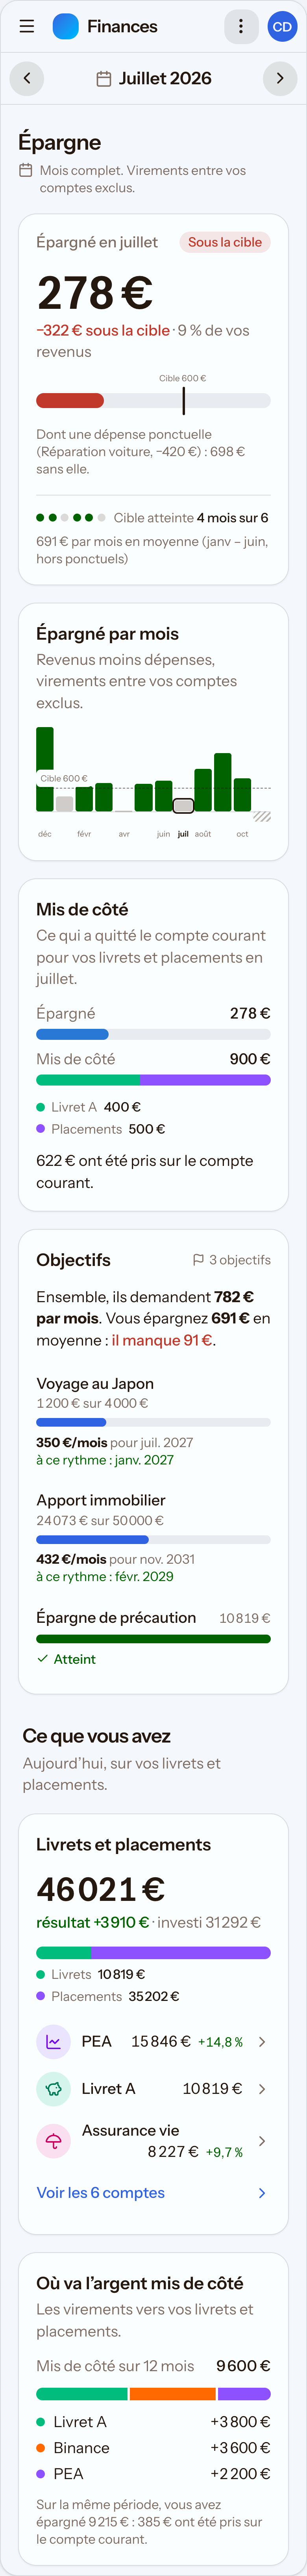 Finances
CD
Juillet 2026
Épargne
Mois complet. Virements entre vos
comptes exclus.
Épargné en juillet
Sous la cible
278 €
−322 € sous la cible · 9 % de vos
revenus
Cible 600 €
Dont une dépense ponctuelle
(Réparation voiture, −420 €) : 698 €
sans elle.
Cible atteinte 4 mois sur 6
691 € par mois en moyenne (janv – juin,
hors ponctuels)
Épargné par mois
Revenus moins dépenses,
virements entre vos comptes
exclus.
Cible 600 €
déc févr avr juin juil août oct
Mis de côté
Ce qui a quitté le compte courant
pour vos livrets et placements en
juillet.
Épargné 278 €
Mis de côté 900 €
Livret A 400 €
Placements 500 €
622 € ont été pris sur le compte
courant.
Objectifs
3 objectifs
Ensemble, ils demandent 782 €
par mois. Vous épargnez 691 € en
moyenne : il manque 91 €.
Voyage au Japon
1 200 € sur 4 000 €
350 €/mois pour juil. 2027
à ce rythme : janv. 2027
Apport immobilier
24 073 € sur 50 000 €
432 €/mois pour nov. 2031
à ce rythme : févr. 2029
Épargne de précaution 10 819 €
Atteint
Ce que vous avez
Aujourd’hui, sur vos livrets et
placements.
Livrets et placements
46 021 €
résultat +3 910 € · investi 31 292 €
Livrets 10 819 €
Placements 35 202 €
PEA 15 846 € +14,8 %
Livret A 10 819 €
Assurance vie
8 227 € +9,7 %
Voir les 6 comptes
Où va l’argent mis de côté
Les virements vers vos livrets et
placements.
Mis de côté sur 12 mois 9 600 €
Livret A +3 800 €
Binance +3 600 €
PEA +2 200 €
Sur la même période, vous avez
épargné 9 215 € : 385 € ont été pris sur
le compte courant.